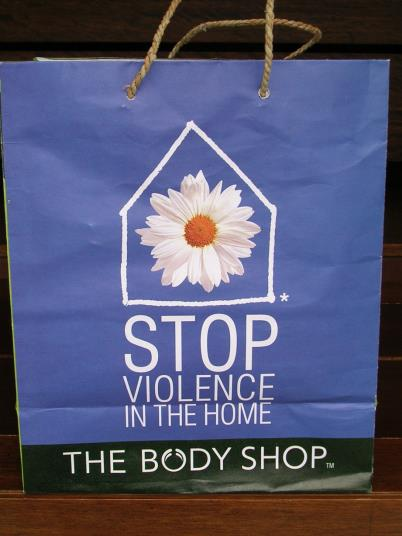 *
STOP
VIOLENCE
IN THE HOME
THE BODY SHOP™